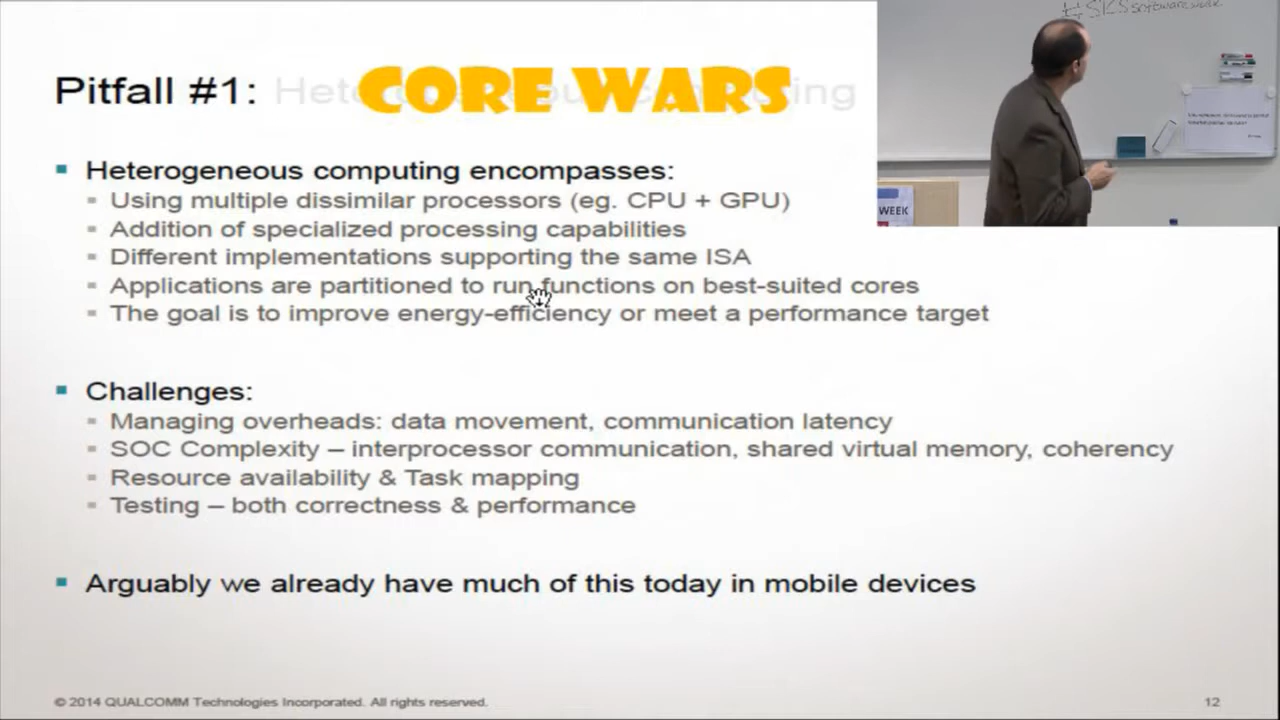 #SKSsoftwareweek
Pitfall #1: Heterogeneous computing
CORE WARS
Heterogeneous computing encompasses:
Using multiple dissimilar processors (eg. CPU + GPU)
Addition of specialized processing capabilities
Different implementations supporting the same ISA
Applications are partitioned to run functions on best-suited cores
The goal is to improve energy-efficiency or meet a performance target
WEEK
Challenges:
Managing overheads: data movement, communication latency
SOC Complexity – interprocessor communication, shared virtual memory, coherency
Resource availability & Task mapping
Testing – both correctness & performance
Arguably we already have much of this today in mobile devices
© 2014 QUALCOMM Technologies Incorporated. All rights reserved.
12